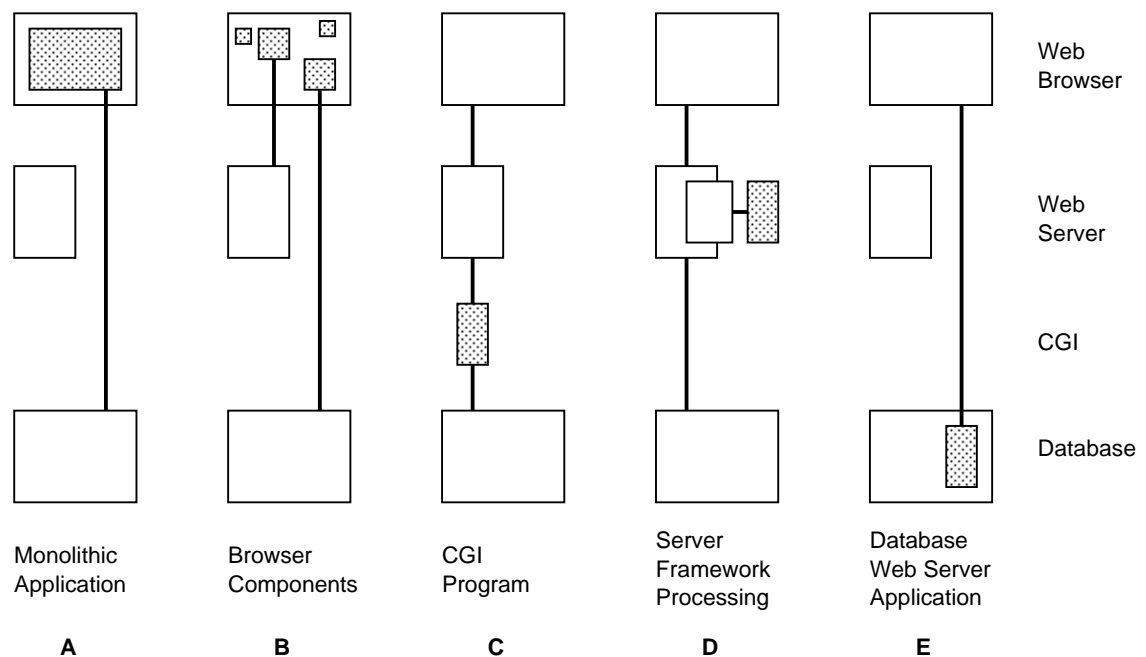 Web
Browser
Web
Server
CGI
Database
Monolithic
Application
Browser
Components
CGI
Program
Server
Framework
Processing
Database
Web Server
Application
A
B
C
D
E